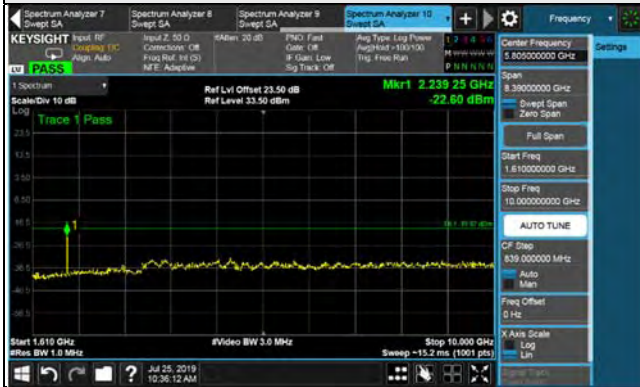 Spectrum Analyzer 7
Swept SA
Spectrum Analyzer 8
Swept SA
Spectrum Analyzer 9
Swept SA
Spectrum Analyzer 10
Swept SA
Frequency
KEYSIGHT
Input: RF
Coupling: DC
Align: Auto
Input Z: 50 Ω
Corrections: Off
Freq Ref: Int (S)
NFE: Adaptive
#Atten: 20 dB
PNO: Fast
Gate: Off
IF Gain: Low
Sig Track: Off
Avg Type: Log Power
Avg|Hold: >100/100
Trig: Free Run
LW PASS
1 Spectrum
Scale/Div 10 dB
Log
Ref Lvl Offset 23.50 dB
Ref Level 33.50 dBm
Mkr1 2.239 25 GHz
-22.60 dBm
Trace 1 Pass
23.5
13.5
3.50
1
Start 1.610 GHz
#Res BW 1.0 MHz
#Video BW 3.0 MHz
Stop 10.000 GHz
Sweep ~15.2 ms (1001 pts)
Jul 25, 2019
10:36:12 AM
Center Frequency
5.805000000 GHz
Settings
Span
8.39000000 GHz
Swept Span
Zero Span
Full Span
Start Freq
1.610000000 GHz
Stop Freq
10.000000000 GHz
AUTO TUNE
CF Step
839.000000 MHz
Auto
Man
Freq Offset
0 Hz
X Axis Scale
Log
Lin